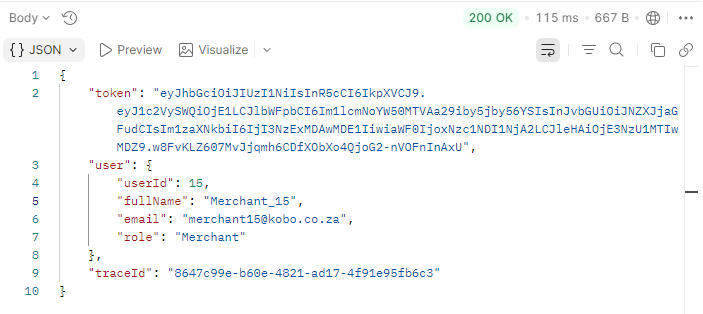 Body
200 OK • 115 ms • 667 B
{} JSON Preview Visualize
1 {
2 "token": "eyJhbGciOiJIUzI1NiIsInR5cCI6IkpXVCJ9.
eyJ1c2VySWQiOjE1LCJlbWFpbCI6Im1lcmNoYW50MTVAa29iby5jby56YSIsInJvbGUiOiJNZXJjaG
FudCIsIm1zaXNkbiI6IjI3NzExMDAwMDE1IiwiaWF0IjoxNzc1NDI1NjA2LCJleHAiOjE3NzU1MTIw
MDZ9.w8FvKLZ607MvJjqmh6CDfXObXo4QjoG2-nVOFnInAxU",
3 "user": {
4 "userId": 15,
5 "fullName": "Merchant_15",
6 "email": "merchant15@kobo.co.za",
7 "role": "Merchant"
8 },
9 "traceId": "8647c99e-b60e-4821-ad17-4f91e95fb6c3"
10 }